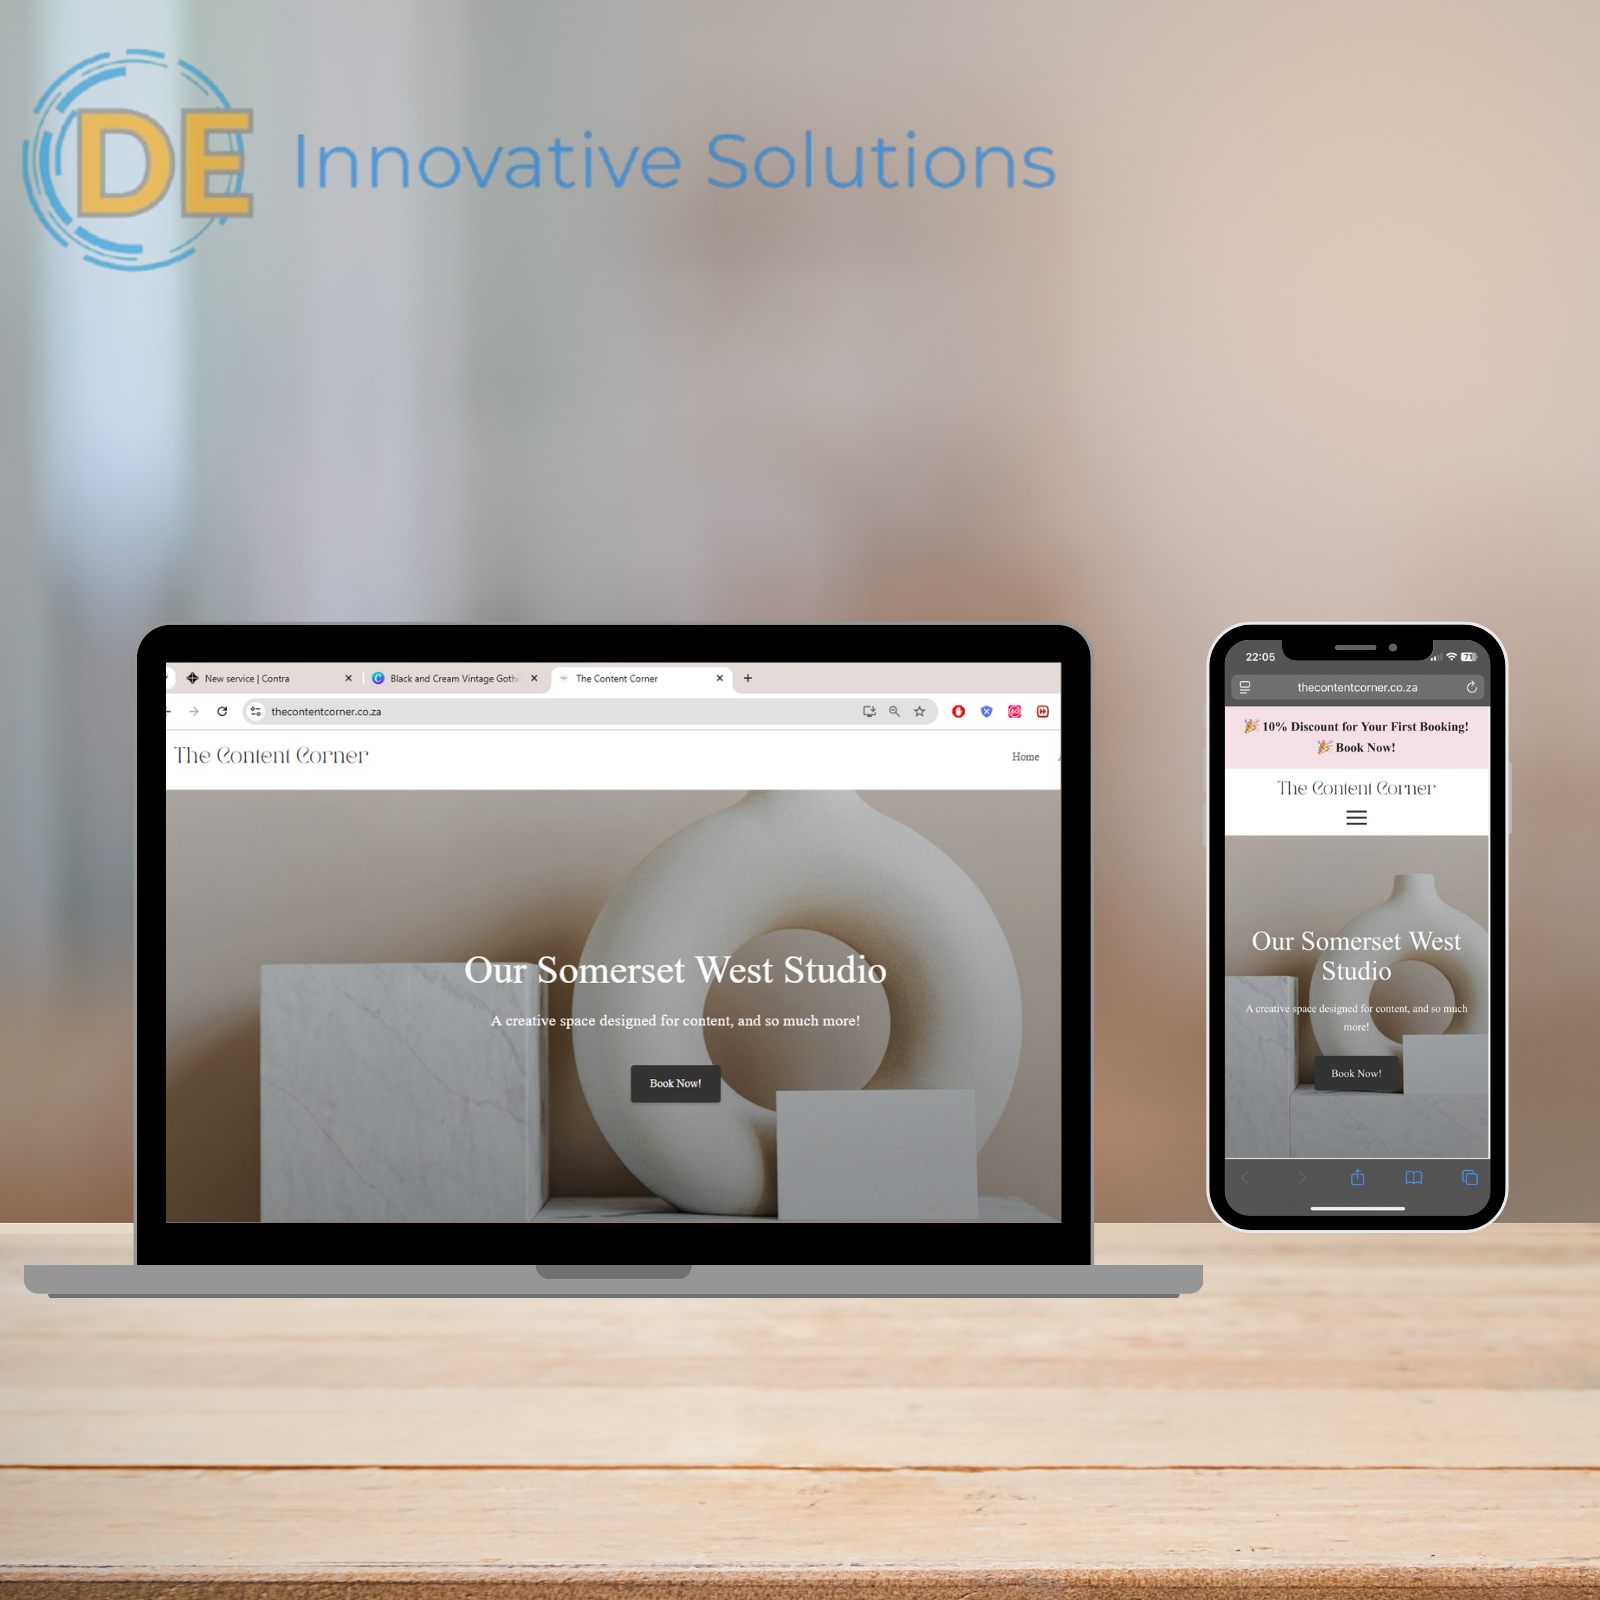 DE Innovative Solutions
New service | Contra
Black and Cream Vintage Gothi
The Content Corner
thecontentcorner.co.za
The Content Corner
Home
Our Somerset West Studio
A creative space designed for content, and so much more!
Book Now!
22:05
71
thecontentcorner.co.za
🎉 10% Discount for Your First Booking!
🎉 Book Now!
The Content Corner
Our Somerset West
Studio
A creative space designed for content, and so much
more!
Book Now!